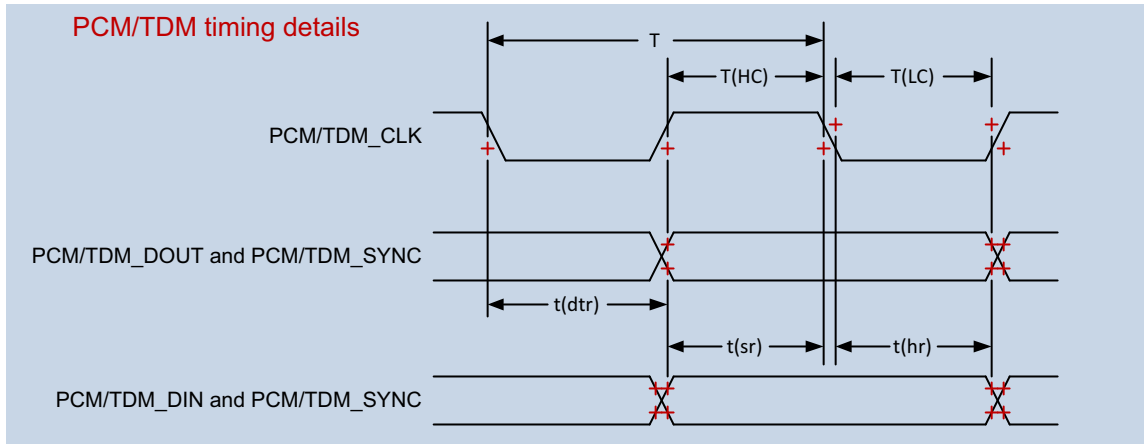 PCM/TDM timing details
T
T(HC)
T(LC)
PCM/TDM_CLK
PCM/TDM_DOUT and PCM/TDM_SYNC
t(dtr)
t(sr)
t(hr)
PCM/TDM_DIN and PCM/TDM_SYNC